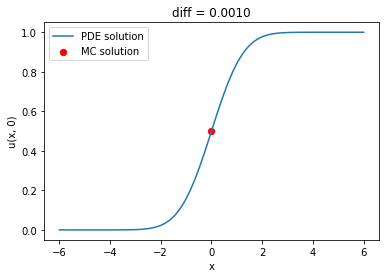 diff = 0.0010
PDE solution
MC solution
1.0
0.8
0.6
0.4
0.2
0.0
u(x, 0)
−6
−4
−2
0
2
4
6
x